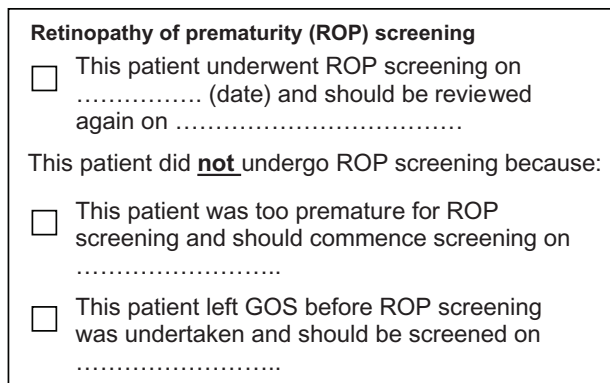 Retinopathy of prematurity (ROP) screening
This patient underwent ROP screening on
…………….. (date) and should be reviewed
again on ………………………………
This patient did not undergo ROP screening because:
This patient was too premature for ROP
screening and should commence screening on
……………………..
This patient left GOS before ROP screening
was undertaken and should be screened on
……………………..